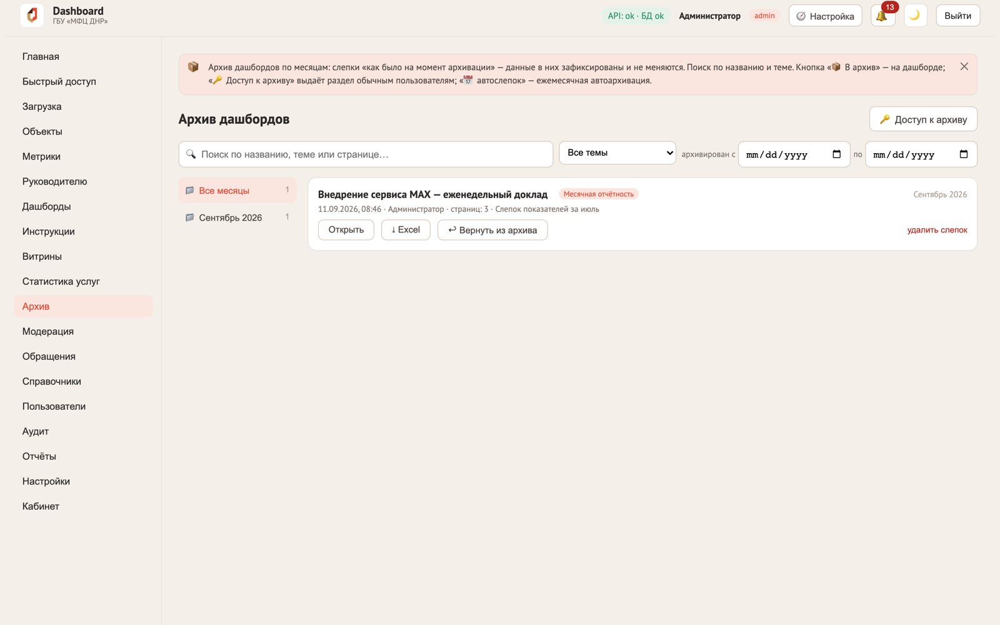 Dashboard
ГБУ «МФЦ ДНР»
API: ok · БД ok
Администратор
admin
Настройка
13
Выйти
Главная
Быстрый доступ
Загрузка
Объекты
Метрики
Руководителю
Дашборды
Инструкции
Витрины
Статистика услуг
Архив
Модерация
Обращения
Справочники
Пользователи
Аудит
Отчёты
Настройки
Кабинет
Архив дашбордов по месяцам: слепки «как было на момент архивации» — данные в них зафиксированы и не меняются. Поиск по названию и теме. Кнопка «📦 В архив» — на дашборде;
«🔑 Доступ к архиву» выдаёт раздел обычным пользователям; «📅 автослепок» — ежемесячная автоархивация.
Архив дашбордов
🔑 Доступ к архиву
🔍 Поиск по названию, теме или странице…
Все темы
архивирован с
mm/dd/yyyy
по
mm/dd/yyyy
Все месяцы 1
Сентябрь 2026 1
Внедрение сервиса MAX — еженедельный доклад
Месячная отчётность
Сентябрь 2026
11.09.2026, 08:46 · Администратор · страниц: 3 · Слепок показателей за июль
Открыть
↓ Excel
↩ Вернуть из архива
удалить слепок